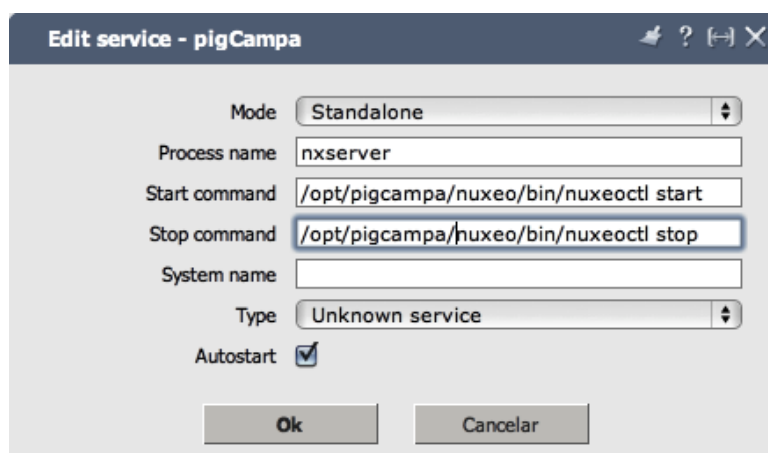 Edit service - pigCampa
?
Mode Standalone
Process name nxserver
Start command /opt/pigcampa/nuxeo/bin/nuxeoctl start
Stop command /opt/pigcampa/nuxeo/bin/nuxeoctl stop
System name
Type Unknown service
Autostart
Ok Cancelar